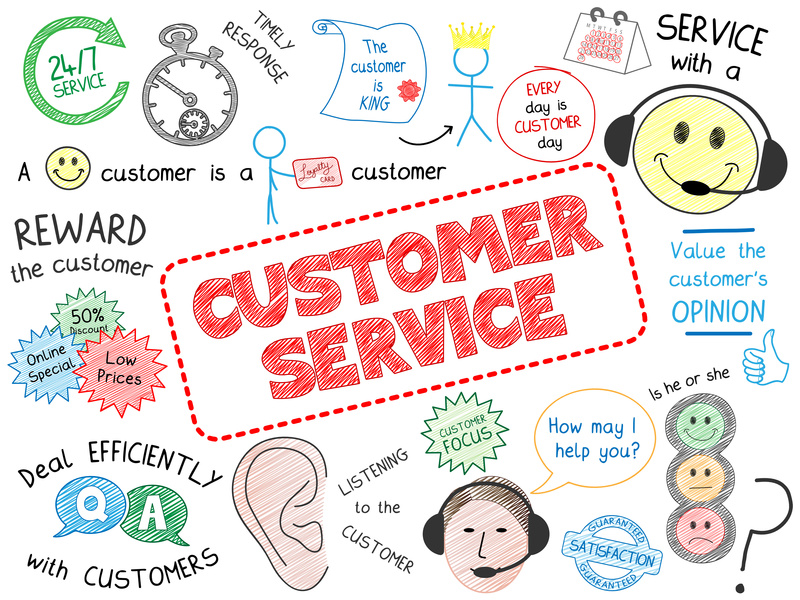 24/7
SERVICE
TIMELY
RESPONSE
The
customer
is
KING
EVERY
day is
CUSTOMER
day
MTWTFSS
SERVICE
with a
A customer is a
Loyalty
CARD
customer
REWARD
the customer
50%
Discount
Online
Special
Low
Prices
CUSTOMER
SERVICE
Value the
customer's
OPINION
Is he or she
?
Deal EFFICIENTLY
Q A
with CUSTOMERS
LISTENING
to the
CUSTOMER
CUSTOMER
FOCUS
How may I
help you?
GUARANTEED
SATISFACTION
GUARANTEED